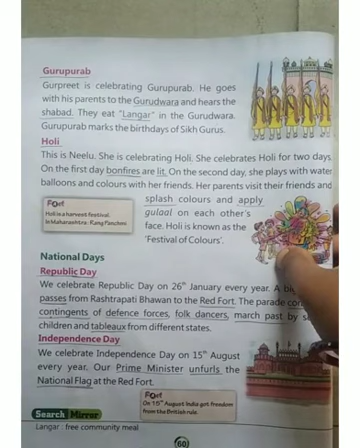 Gurupurab
Gurpreet is celebrating Gurupurab. He goes
with his parents to the Gurudwara and hears the
shabad. They eat "Langar" in the Gurudwara.
Gurupurab marks the birthdays of Sikh Gurus.
Holi
This is Neelu. She is celebrating Holi. She celebrates Holi for two days.
On the first day bonfires are lit. On the second day, she plays with water
balloons and colours with her friends. Her parents visit their friends and
splash colours and apply
gulaal on each other's
face. Holi is known as the
'Festival of Colours'.
Fact
Holi is a harvest festival.
In Maharashtra : Rang Panchmi
National Days
Republic Day
We celebrate Republic Day on 26th January every year. A
passes from Rashtrapati Bhawan to the Red Fort. The parade
contingents of defence forces, folk dancers, march past by
children and tableaux from different states.
Independence Day
We celebrate Independence Day on 15th August
every year. Our Prime Minister unfurls the
National Flag at the Red Fort.
Fact
On 15th August India got freedom
from the British rule.
Search Mirror
Langar : free community meal
60